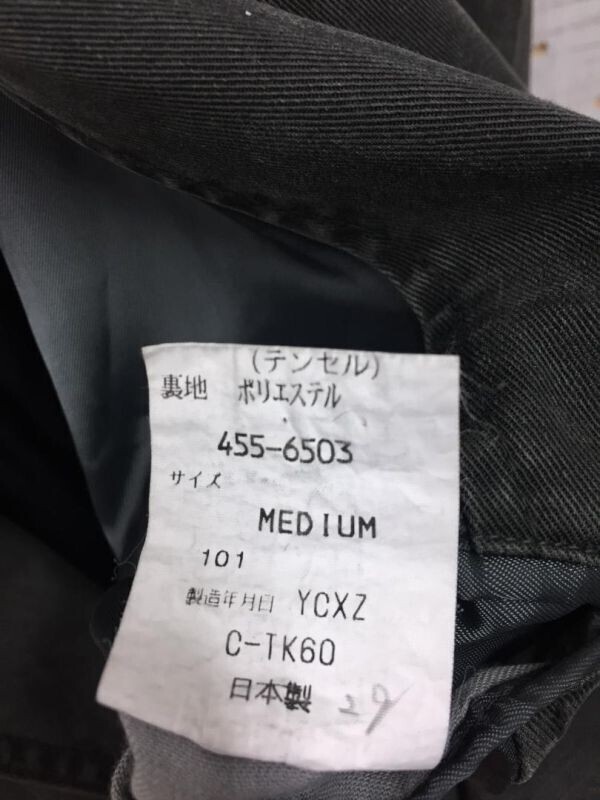 (テンセル)
裏地 ポリエステル
455-6503
サイズ
MEDIUM
101
製造年月日 YCXZ
C-TK60
日本製 29